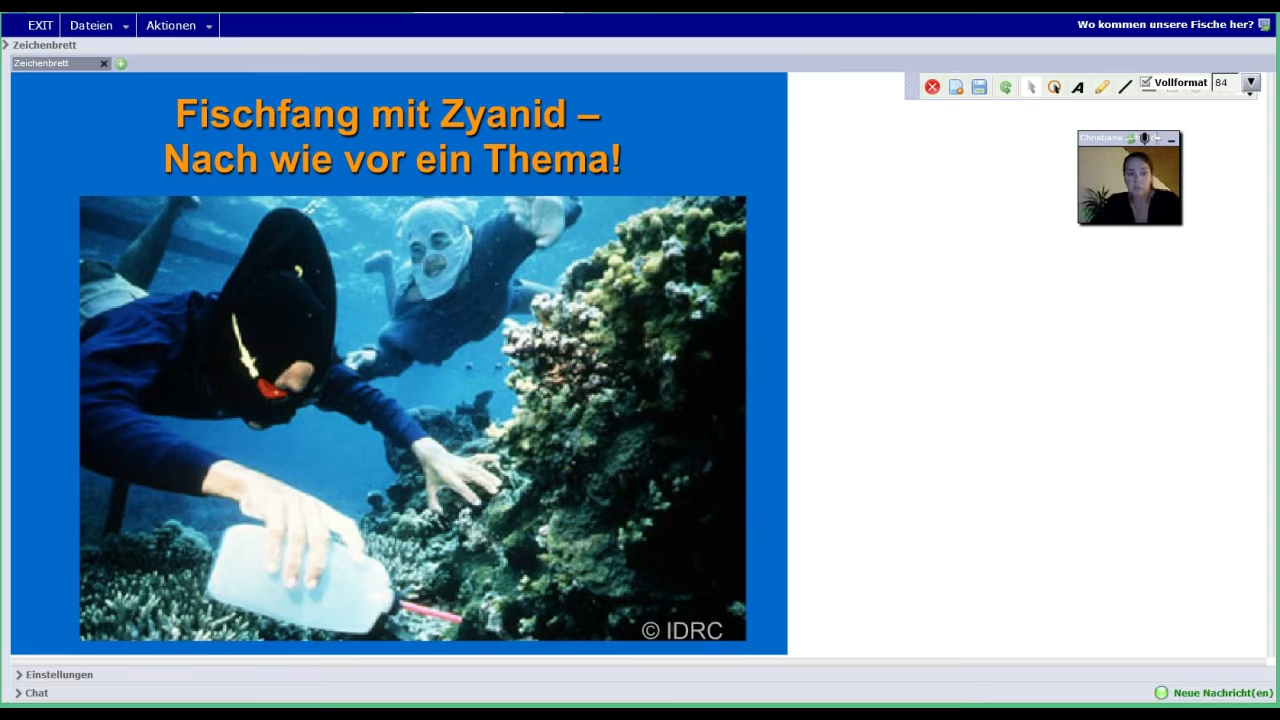 EXIT
Dateien
Aktionen
Wo kommen unsere Fische her?
Zeichenbrett
Zeichenbrett
Vollformat 84
Christiane
Fischfang mit Zyanid –
Nach wie vor ein Thema!
© IDRC
Einstellungen
Chat
Neue Nachricht(en)